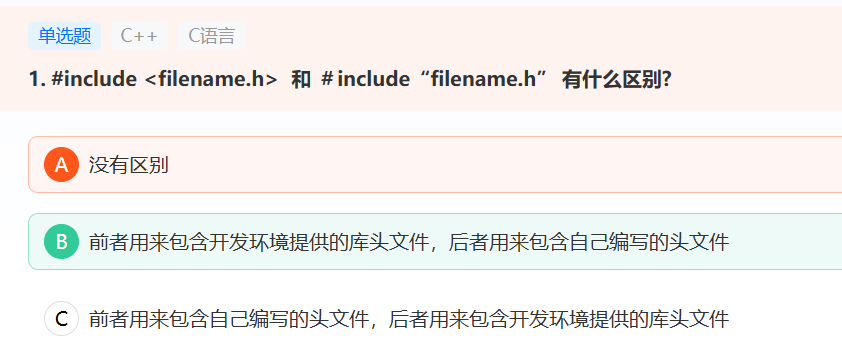 单选题 C++ C语言
1. #include <filename.h> 和 # include“filename.h” 有什么区别?
A 没有区别
B 前者用来包含开发环境提供的库头文件，后者用来包含自己编写的头文件
C 前者用来包含自己编写的头文件，后者用来包含开发环境提供的库头文件